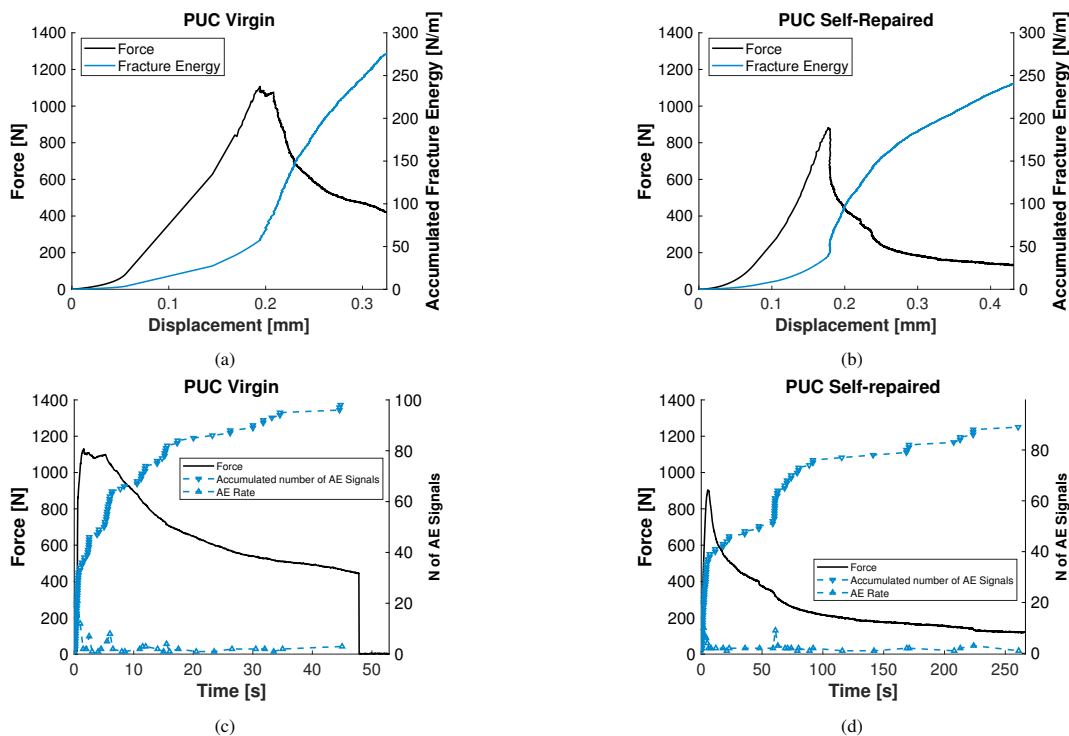 PUC Virgin
1400
1200
1000
800
600
400
200
0
Force [N]
300
250
200
150
100
50
0
Accumulated Fracture Energy [N/m]
Force
Fracture Energy
0
0.1
0.2
0.3
Displacement [mm]
(a)
PUC Self-Repaired
1400
1200
1000
800
600
400
200
0
Force [N]
300
250
200
150
100
50
0
Accumulated Fracture Energy [N/m]
Force
Fracture Energy
0
0.1
0.2
0.3
0.4
Displacement [mm]
(b)
PUC Virgin
1400
1200
1000
800
600
400
200
0
Force [N]
100
80
60
40
20
0
N of AE Signals
Force
Accumulated number of AE Signals
AE Rate
0
10
20
30
40
50
Time [s]
(c)
PUC Self-repaired
1400
1200
1000
800
600
400
200
0
Force [N]
80
60
40
20
0
N of AE Signals
Force
Accumulated number of AE Signals
AE Rate
0
50
100
150
200
250
Time [s]
(d)